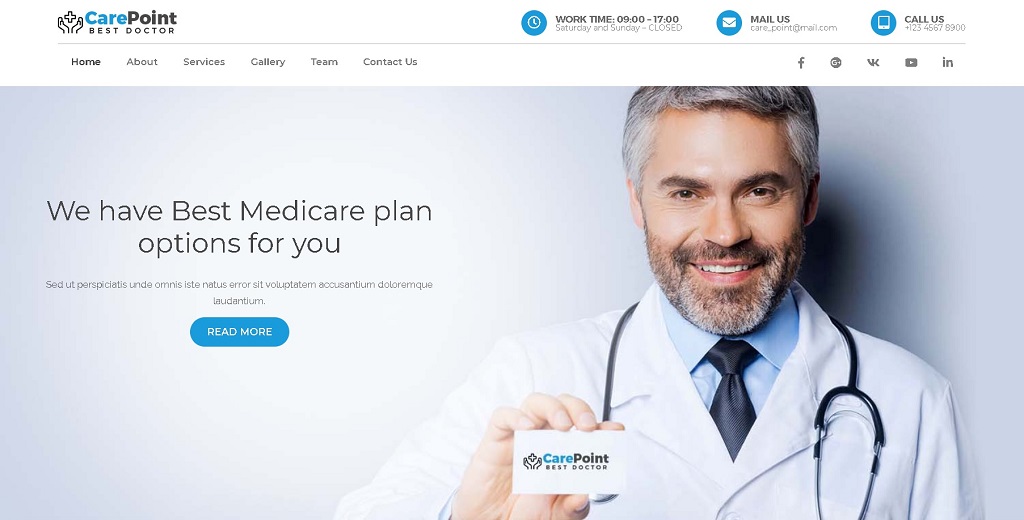 CarePoint
BEST DOCTOR
WORK TIME: 09:00 - 17:00
Saturday and Sunday – CLOSED
MAIL US
care_point@mail.com
CALL US
+123 4567 8900
Home
About
Services
Gallery
Team
Contact Us
We have Best Medicare plan
options for you
Sed ut perspiciatis unde omnis iste natus error sit voluptatem accusantium doloremque
laudantium.
READ MORE
CarePoint
BEST DOCTOR